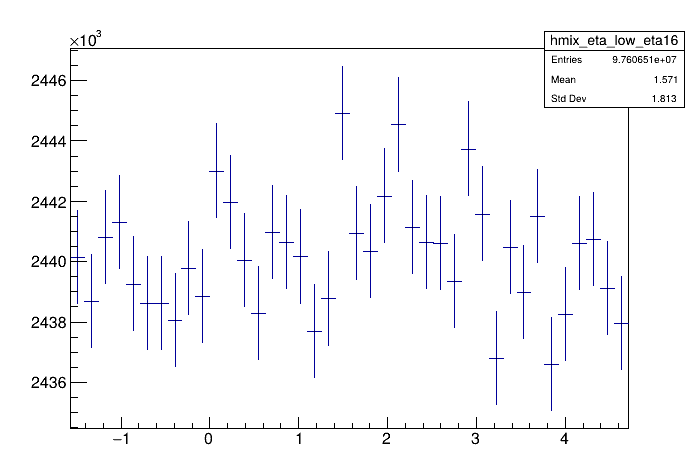 ×10³
hmix_eta_low_eta16
Entries 9.760651e+07
Mean 1.571
Std Dev 1.813
2446
2444
2442
2440
2438
2436
−1 0 1 2 3 4